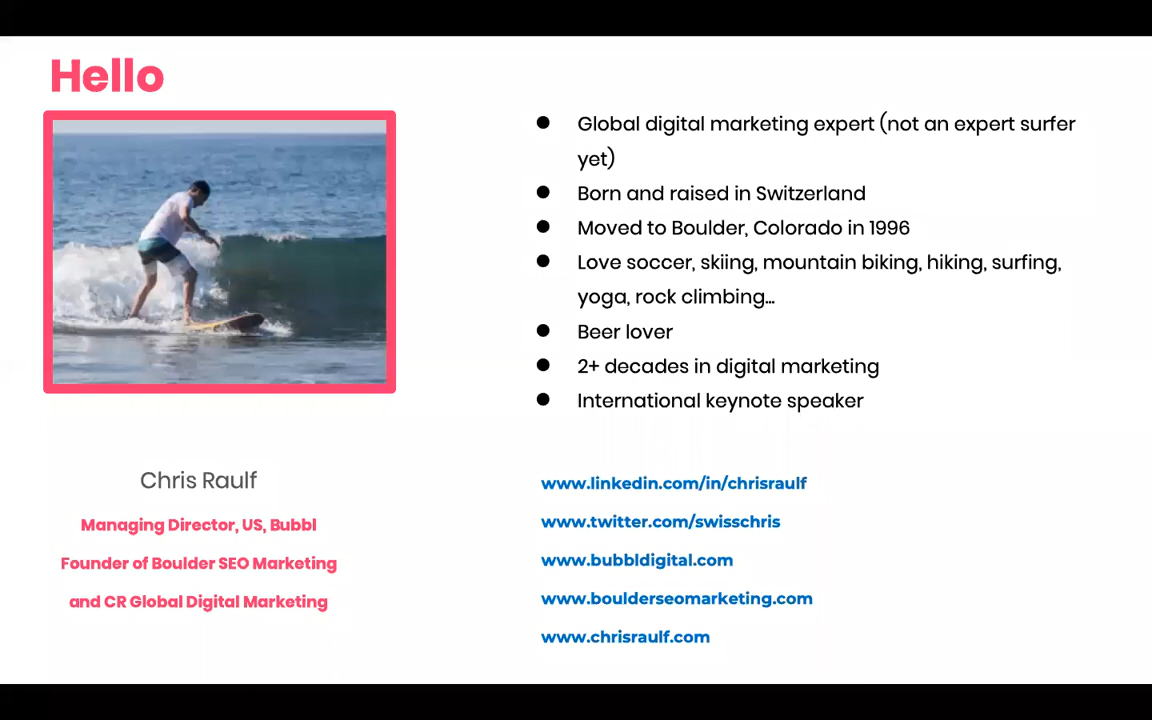 Hello
Global digital marketing expert (not an expert surfer
yet)
Born and raised in Switzerland
Moved to Boulder, Colorado in 1996
Love soccer, skiing, mountain biking, hiking, surfing,
yoga, rock climbing...
Beer lover
2+ decades in digital marketing
International keynote speaker
Chris Raulf
Managing Director, US, Bubbl
Founder of Boulder SEO Marketing
and CR Global Digital Marketing
www.linkedin.com/in/chrisraulf
www.twitter.com/swisschris
www.bubbldigital.com
www.boulderseomarketing.com
www.chrisraulf.com